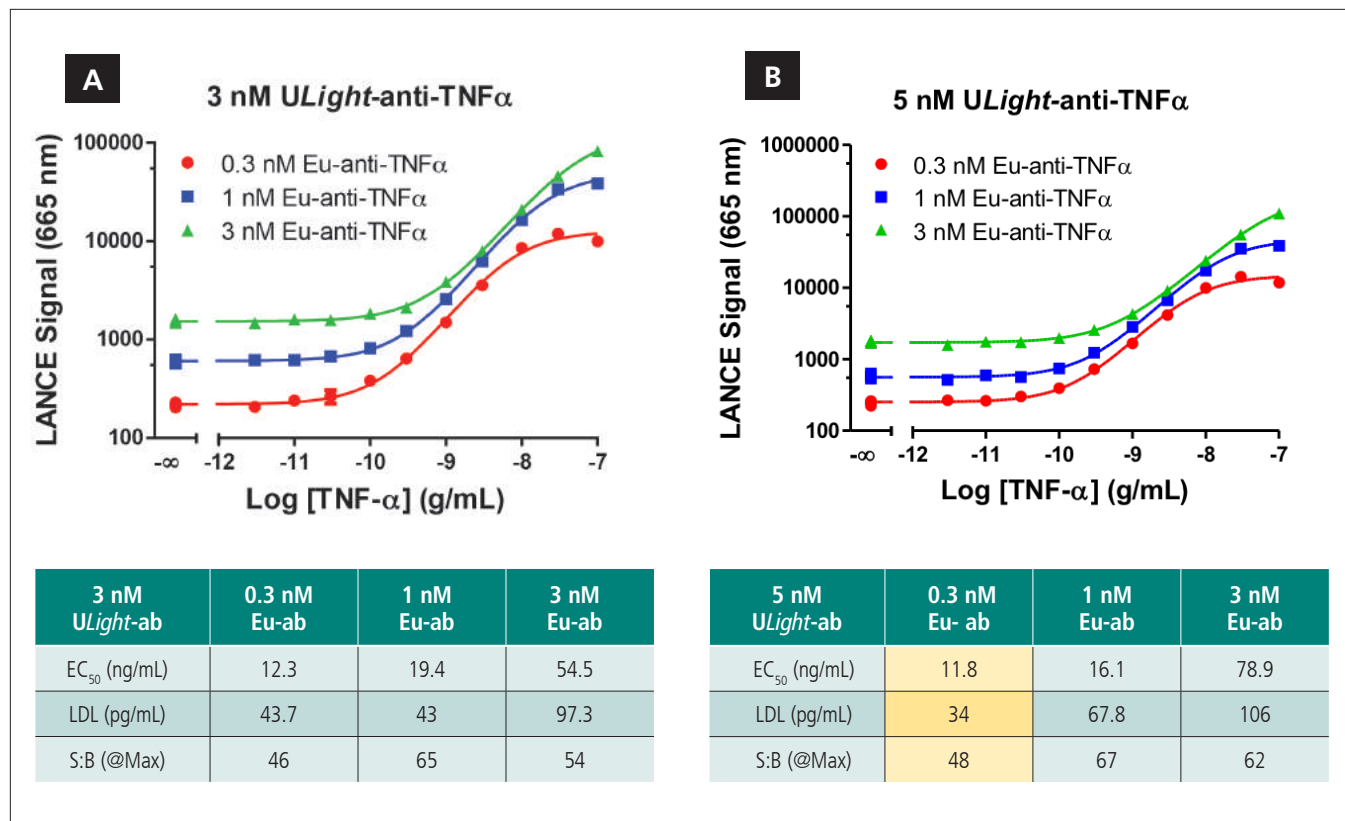 A
3 nM ULight-anti-TNFα
LANCE Signal (665 nm)
100000
10000
1000
100
0.3 nM Eu-anti-TNFα
1 nM Eu-anti-TNFα
3 nM Eu-anti-TNFα
-∞ -12 -11 -10 -9 -8 -7
Log [TNF-α] (g/mL)
B
5 nM ULight-anti-TNFα
LANCE Signal (665 nm)
1000000
100000
10000
1000
100
0.3 nM Eu-anti-TNFα
1 nM Eu-anti-TNFα
3 nM Eu-anti-TNFα
-∞ -12 -11 -10 -9 -8 -7
Log [TNF-α] (g/mL)
3 nM ULight-ab 0.3 nM Eu-ab 1 nM Eu-ab 3 nM Eu-ab
EC₅₀ (ng/mL) 12.3 19.4 54.5
LDL (pg/mL) 43.7 43 97.3
S:B (@Max) 46 65 54
5 nM ULight-ab 0.3 nM Eu- ab 1 nM Eu-ab 3 nM Eu-ab
EC₅₀ (ng/mL) 11.8 16.1 78.9
LDL (pg/mL) 34 67.8 106
S:B (@Max) 48 67 62